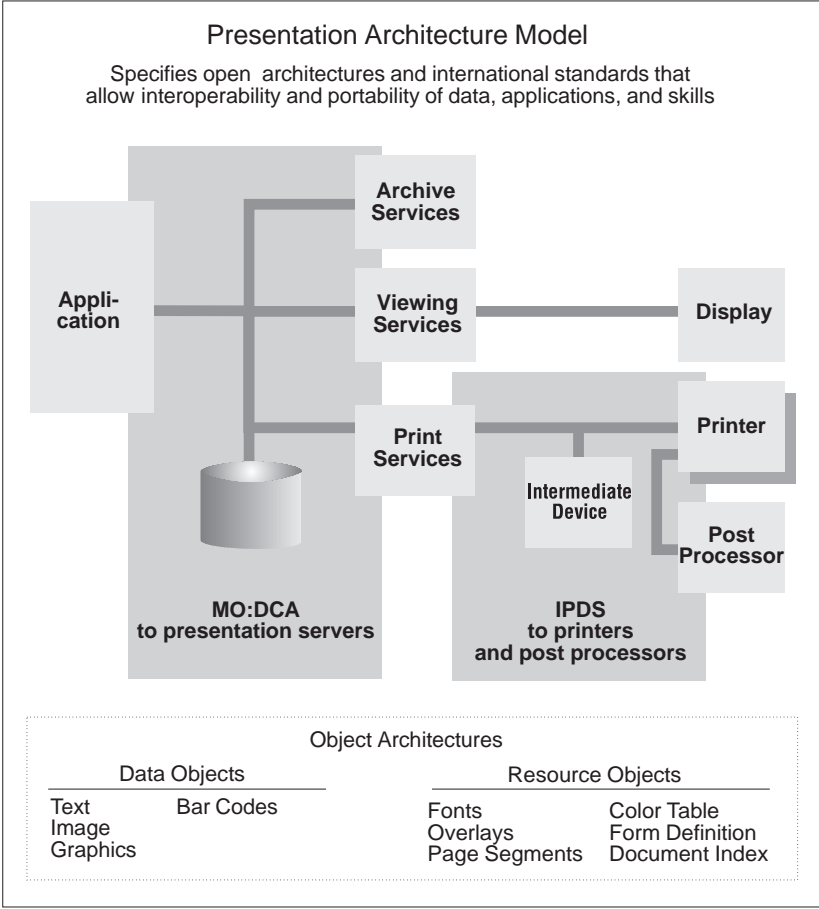 Presentation Architecture Model
Specifies open architectures and international standards that
allow interoperability and portability of data, applications, and skills
Archive
Services
Appli-
cation
Viewing
Services
Display
Print
Services
Printer
Intermediate
Device
Post
Processor
MO:DCA
to presentation servers
IPDS
to printers
and post processors
Object Architectures
Data Objects
Text
Image
Graphics
Bar Codes
Resource Objects
Fonts
Overlays
Page Segments
Color Table
Form Definition
Document Index